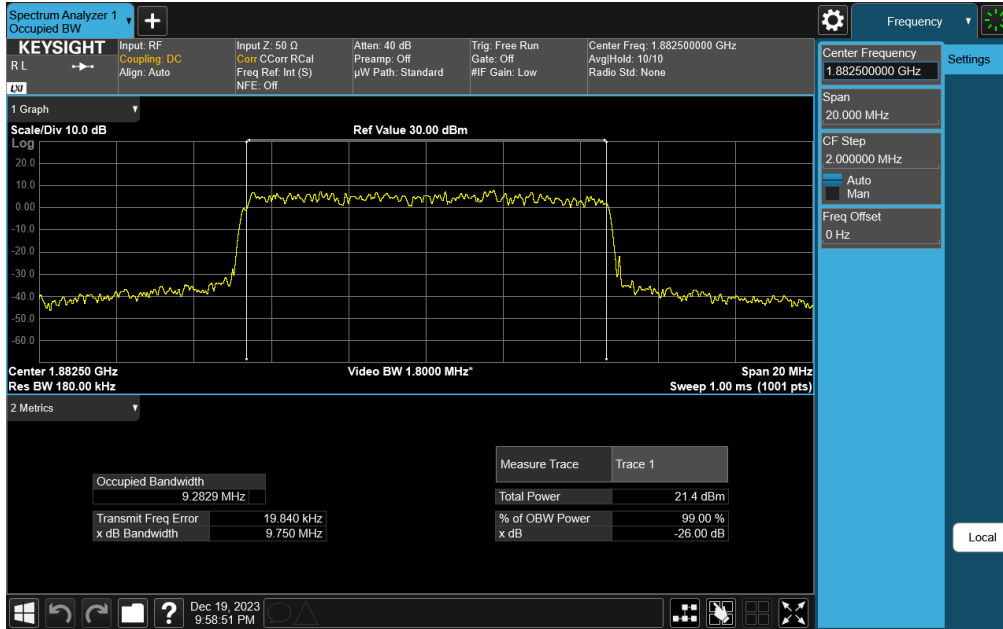 Spectrum Analyzer 1
Occupied BW
Frequency
KEYSIGHT
R L
LXI
Input: RF
Coupling: DC
Align: Auto
Input Z: 50 Ω
Corr CCorr RCal
Freq Ref: Int (S)
NFE: Off
Atten: 40 dB
Preamp: Off
µW Path: Standard
Trig: Free Run
Gate: Off
#IF Gain: Low
Center Freq: 1.882500000 GHz
Avg|Hold: 10/10
Radio Std: None
Center Frequency
1.882500000 GHz
Settings
Span
20.000 MHz
CF Step
2.000000 MHz
Auto
Man
Freq Offset
0 Hz
Local
1 Graph
Scale/Div 10.0 dB
Ref Value 30.00 dBm
Log
20.0
10.0
0.00
-10.0
-20.0
-30.0
-40.0
-50.0
-60.0
Center 1.88250 GHz
Video BW 1.8000 MHz*
Span 20 MHz
Res BW 180.00 kHz
Sweep 1.00 ms (1001 pts)
2 Metrics
Measure Trace Trace 1
Occupied Bandwidth
9.2829 MHz
Total Power 21.4 dBm
Transmit Freq Error 19.840 kHz
% of OBW Power 99.00 %
x dB Bandwidth 9.750 MHz
x dB -26.00 dB
?
Dec 19, 2023
9:58:51 PM